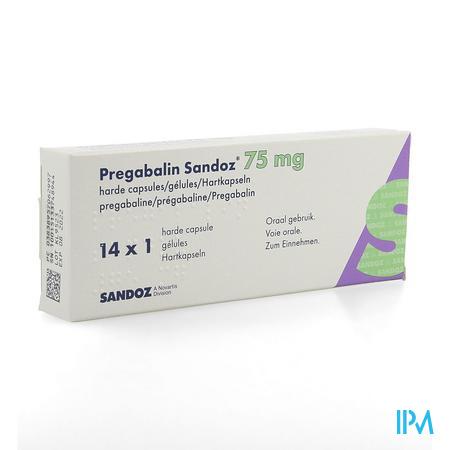 Pregabalin Sandoz® 75 mg
harde capsules/gélules/Hartkapseln
pregabaline/prégabaline/Pregabalin
14 x 1
harde capsule
gélules
Hartkapseln
Oraal gebruik.
Voie orale.
Zum Einnehmen.
SANDOZ A Novartis
Division
S
SANDOZ
IPM